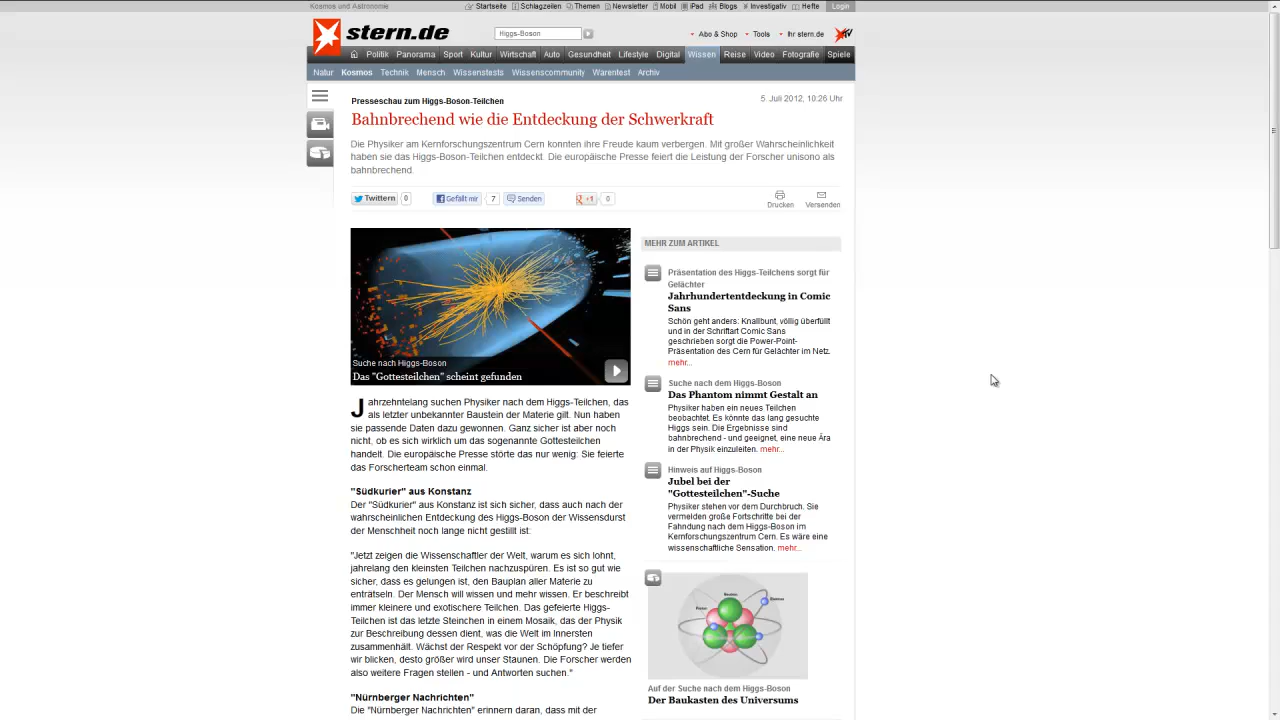 Kosmos und Astronomie
Startseite Schlagzeilen Themen Newsletter Mobil iPad Blogs Investigativ Hefte Login
stern.de
Higgs-Boson
Abo & Shop Tools Ihr stern.de
Politik Panorama Sport Kultur Wirtschaft Auto Gesundheit Lifestyle Digital Wissen Reise Video Fotografie Spiele
Natur Kosmos Technik Mensch Wissenstests Wissenscommunity Warentest Archiv
Presseschau zum Higgs-Boson-Teilchen
5. Juli 2012, 10:26 Uhr
Bahnbrechend wie die Entdeckung der Schwerkraft
Die Physiker am Kernforschungszentrum Cern konnten ihre Freude kaum verbergen. Mit großer Wahrscheinlichkeit
haben sie das Higgs-Boson-Teilchen entdeckt. Die europäische Presse feiert die Leistung der Forscher unisono als
bahnbrechend.
Twittern 0 Gefällt mir 7 Senden +1 0
Drucken Versenden
Suche nach Higgs-Boson
Das "Gottesteilchen" scheint gefunden
Jahrzehntelang suchen Physiker nach dem Higgs-Teilchen, das
als letzter unbekannter Baustein der Materie gilt. Nun haben
sie passende Daten dazu gewonnen. Ganz sicher ist aber noch
nicht, ob es sich wirklich um das sogenannte Gottesteilchen
handelt. Die europäische Presse störte das nur wenig: Sie feierte
das Forscherteam schon einmal.
"Südkurier" aus Konstanz
Der "Südkurier" aus Konstanz ist sich sicher, dass auch nach der
wahrscheinlichen Entdeckung des Higgs-Boson der Wissensdurst
der Menschheit noch lange nicht gestillt ist:
"Jetzt zeigen die Wissenschaftler der Welt, warum es sich lohnt,
jahrelang den kleinsten Teilchen nachzuspüren. Es ist so gut wie
sicher, dass es gelungen ist, den Bauplan aller Materie zu
enträtseln. Der Mensch will wissen und mehr wissen. Er beschreibt
immer kleinere und exotischere Teilchen. Das gefeierte Higgs-
Teilchen ist das letzte Steinchen in einem Mosaik, das der Physik
zur Beschreibung dessen dient, was die Welt im Innersten
zusammenhält. Wächst der Respekt vor der Schöpfung? Je tiefer
wir blicken, desto größer wird unser Staunen. Die Forscher werden
also weitere Fragen stellen - und Antworten suchen."
"Nürnberger Nachrichten"
Die "Nürnberger Nachrichten" erinnern daran, dass mit der
MEHR ZUM ARTIKEL
Präsentation des Higgs-Teilchens sorgt für
Gelächter
Jahrhundertentdeckung in Comic
Sans
Schön geht anders: Knallbunt, völlig überfüllt
und in der Schriftart Comic Sans
geschrieben sorgt die Power-Point-
Präsentation des Cern für Gelächter im Netz.
mehr...
Suche nach dem Higgs-Boson
Das Phantom nimmt Gestalt an
Physiker haben ein neues Teilchen
beobachtet. Es könnte das lang gesuchte
Higgs sein. Die Ergebnisse sind
bahnbrechend - und geeignet, eine neue Ära
in der Physik einzuleiten. mehr...
Hinweis auf Higgs-Boson
Jubel bei der
"Gottesteilchen"-Suche
Physiker stehen vor dem Durchbruch. Sie
vermelden große Fortschritte bei der
Fahndung nach dem Higgs-Boson im
Kernforschungszentrum Cern. Es wäre eine
wissenschaftliche Sensation. mehr...
Auf der Suche nach dem Higgs-Boson
Der Baukasten des Universums